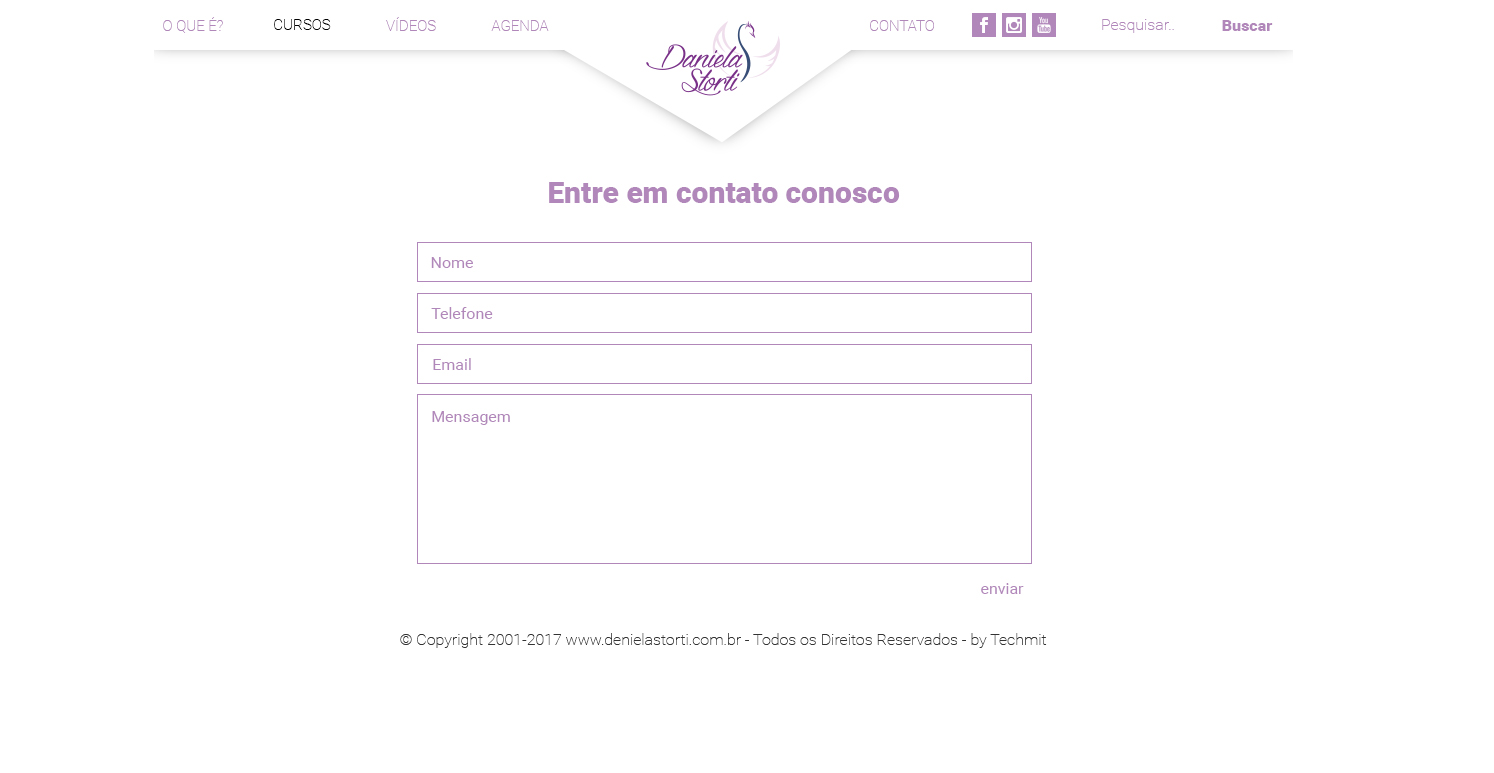 O QUE É?
CURSOS
VÍDEOS
AGENDA
Daniela
Storti
CONTATO
f
You
Tube
Pesquisar..
Buscar
Entre em contato conosco
Nome
Telefone
Email
Mensagem
enviar
© Copyright 2001-2017 www.denielastorti.com.br - Todos os Direitos Reservados - by Techmit